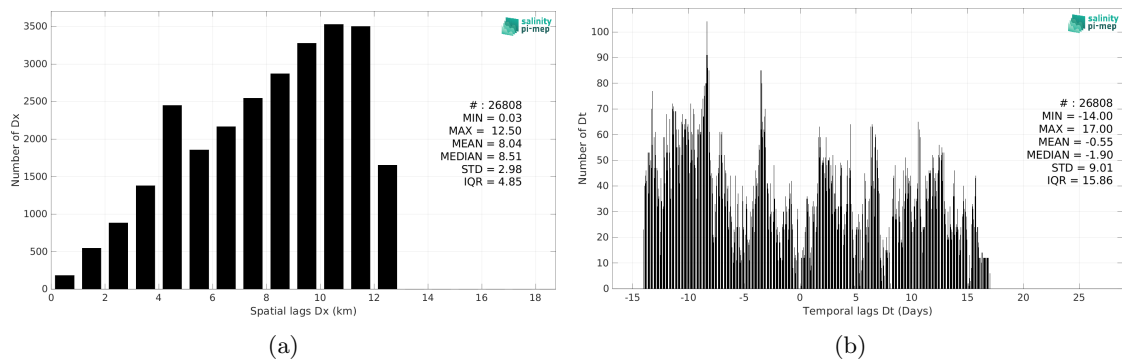 3500
3000
2500
2000
1500
1000
500
0
Number of Dx
salinity
pi-mep
# : 26808
MIN = 0.03
MAX = 12.50
MEAN = 8.04
MEDIAN = 8.51
STD = 2.98
IQR = 4.85
0 2 4 6 8 10 12 14 16 18
Spatial lags Dx (km)
(a)
100
90
80
70
60
50
40
30
20
10
0
Number of Dt
salinity
pi-mep
# : 26808
MIN = -14.00
MAX = 17.00
MEAN = -0.55
MEDIAN = -1.90
STD = 9.01
IQR = 15.86
-15 -10 -5 0 5 10 15 20 25
Temporal lags Dt (Days)
(b)